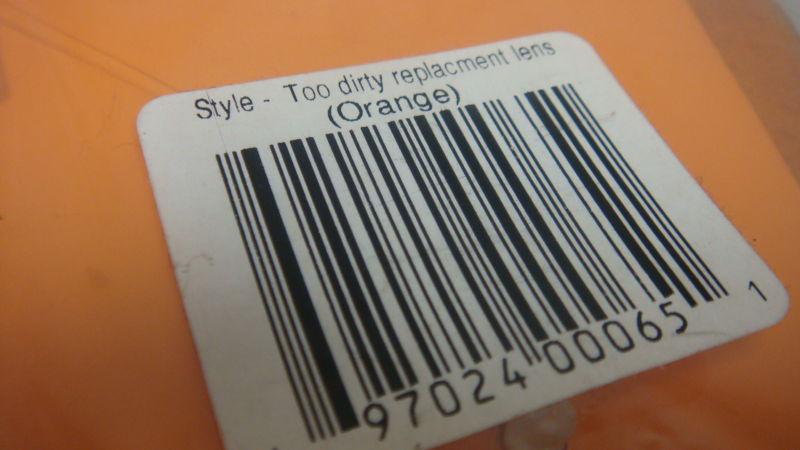 Style - Too dirty replacment lens
(Orange)
97024 00065 1